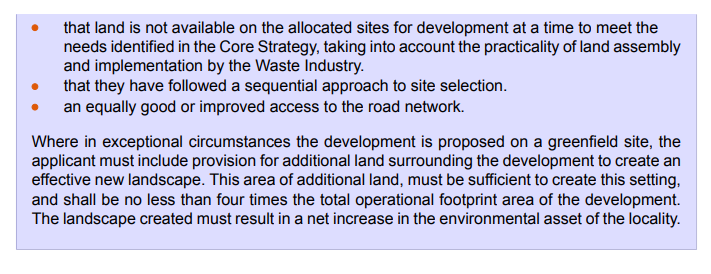 • that land is not available on the allocated sites for development at a time to meet the
needs identified in the Core Strategy, taking into account the practicality of land assembly
and implementation by the Waste Industry.
• that they have followed a sequential approach to site selection.
• an equally good or improved access to the road network.
Where in exceptional circumstances the development is proposed on a greenfield site, the
applicant must include provision for additional land surrounding the development to create an
effective new landscape. This area of additional land, must be sufficient to create this setting,
and shall be no less than four times the total operational footprint area of the development.
The landscape created must result in a net increase in the environmental asset of the locality.